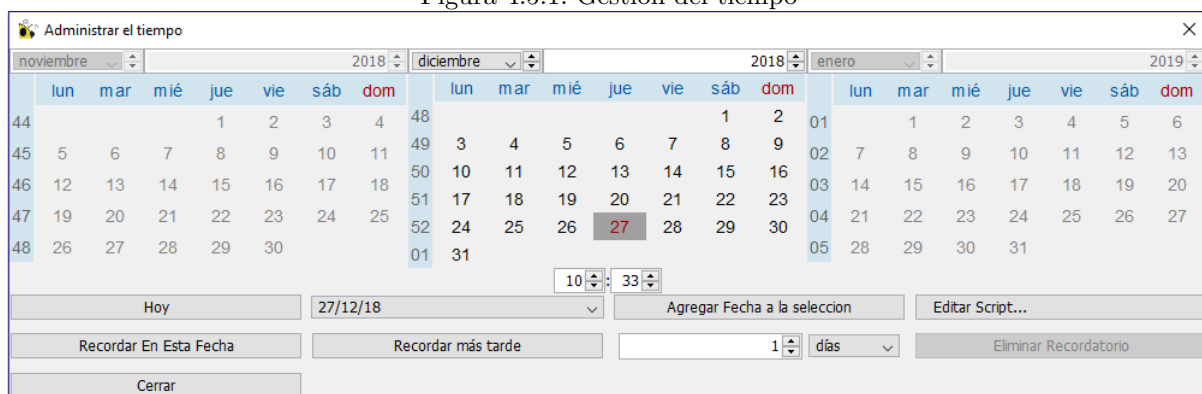 Figura 4.5.1: Gestión del tiempo
Administrar el tiempo
noviembre 2018 diciembre 2018 enero 2019
lun mar mié jue vie sáb dom lun mar mié jue vie sáb dom lun mar mié jue vie sáb dom
44 1 2 3 4 48 1 2 01 1 2 3 4 5 6
45 5 6 7 8 9 10 11 49 3 4 5 6 7 8 9 02 7 8 9 10 11 12 13
46 12 13 14 15 16 17 18 50 10 11 12 13 14 15 16 03 14 15 16 17 18 19 20
47 19 20 21 22 23 24 25 51 17 18 19 20 21 22 23 04 21 22 23 24 25 26 27
48 26 27 28 29 30 52 24 25 26 27 28 29 30 05 28 29 30 31
01 31
10 : 33
Hoy 27/12/18 Agregar Fecha a la seleccion Editar Script...
Recordar En Esta Fecha Recordar más tarde 1 días Eliminar Recordatorio
Cerrar